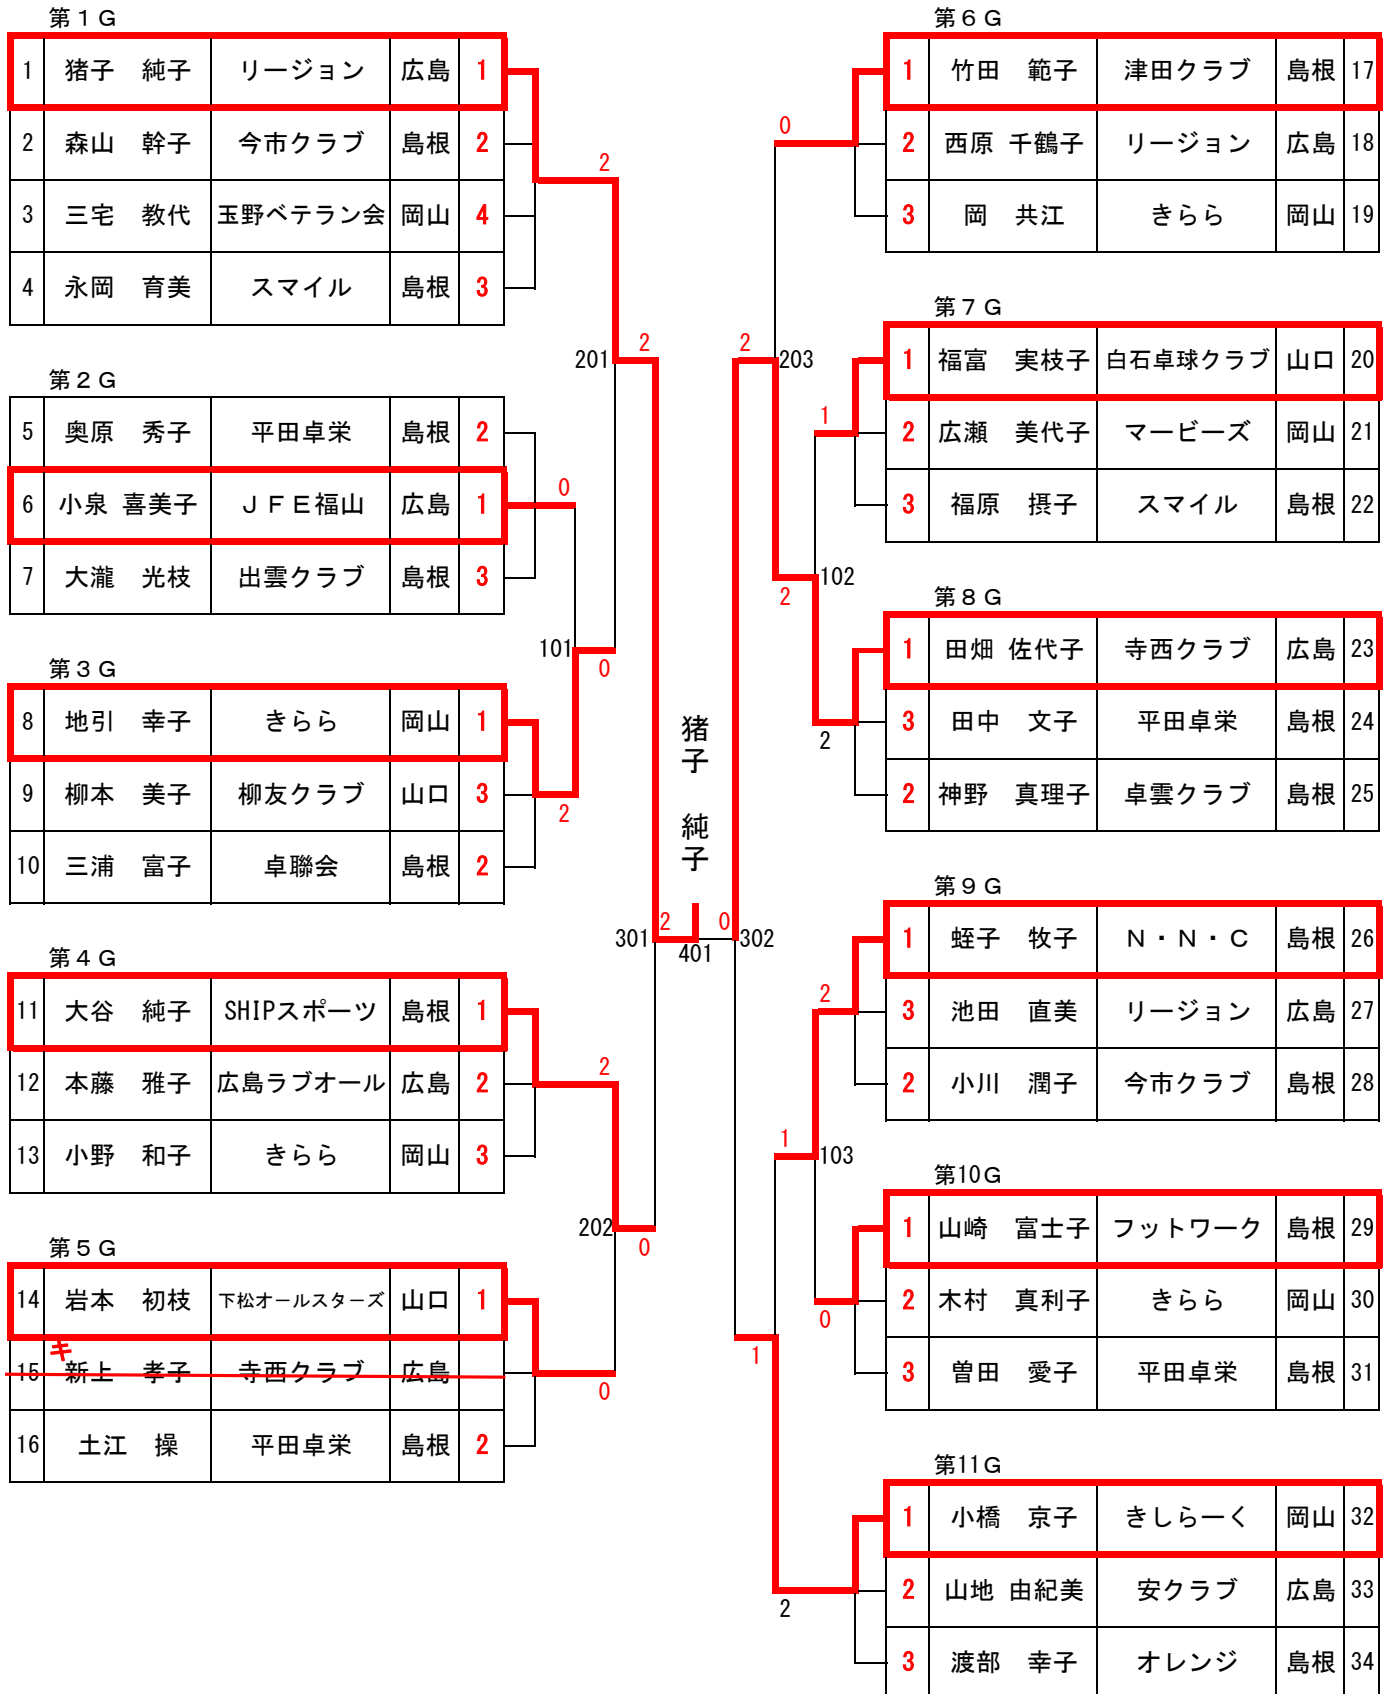 第１Ｇ
1 猪子　純子 リージョン 広島 1
2 森山　幹子 今市クラブ 島根 2
3 三宅　教代 玉野ベテラン会 岡山 4
4 永岡　育美 スマイル 島根 3
第２Ｇ
5 奥原　秀子 平田卓栄 島根 2
6 小泉 喜美子 ＪＦＥ福山 広島 1
7 大瀧　光枝 出雲クラブ 島根 3
第３Ｇ
8 地引　幸子 きらら 岡山 1
9 柳本　美子 柳友クラブ 山口 3
10 三浦　富子 卓聯会 島根 2
第４Ｇ
11 大谷　純子 SHIPスポーツ 島根 1
12 本藤　雅子 広島ラブオール 広島 2
13 小野　和子 きらら 岡山 3
第５Ｇ
14 岩本　初枝 下松オールスターズ 山口 1
キ
15 新上　孝子 寺西クラブ 広島
16 土江　操 平田卓栄 島根 2
2
201
2
0
101
0
2
301
2
2
202
0
0
猪子　純子
401
0
302
2
203
0
1
102
2
2
2
103
1
0
1
2
第６Ｇ
1 竹田　範子 津田クラブ 島根 17
2 西原 千鶴子 リージョン 広島 18
3 岡　共江 きらら 岡山 19
第７Ｇ
1 福富　実枝子 白石卓球クラブ 山口 20
2 広瀬　美代子 マービーズ 岡山 21
3 福原　摂子 スマイル 島根 22
第８Ｇ
1 田畑 佐代子 寺西クラブ 広島 23
3 田中　文子 平田卓栄 島根 24
2 神野　真理子 卓雲クラブ 島根 25
第９Ｇ
1 蛭子　牧子 Ｎ・Ｎ・Ｃ 島根 26
3 池田　直美 リージョン 広島 27
2 小川　潤子 今市クラブ 島根 28
第10Ｇ
1 山崎　富士子 フットワーク 島根 29
2 木村　真利子 きらら 岡山 30
3 曽田　愛子 平田卓栄 島根 31
第11Ｇ
1 小橋　京子 きしらーく 岡山 32
2 山地 由紀美 安クラブ 広島 33
3 渡部　幸子 オレンジ 島根 34